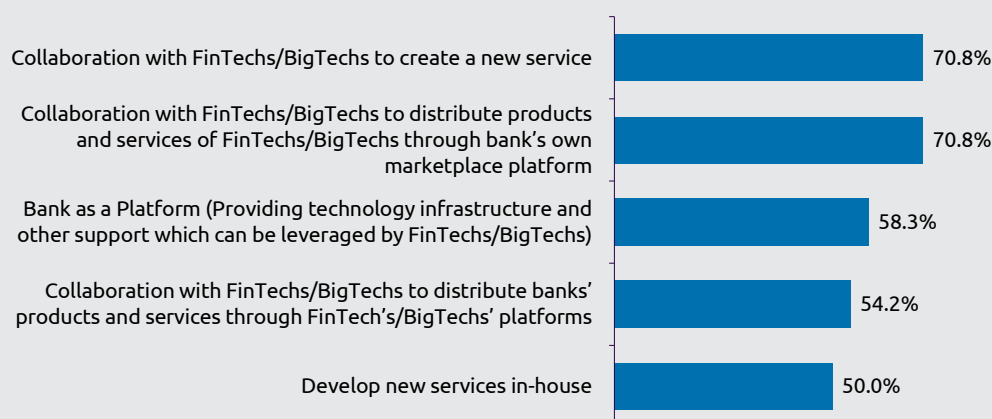 Collaboration with FinTechs/BigTechs to create a new service
70.8%
Collaboration with FinTechs/BigTechs to distribute products
and services of FinTechs/BigTechs through bank’s own
marketplace platform
70.8%
Bank as a Platform (Providing technology infrastructure and
other support which can be leveraged by FinTechs/BigTechs)
58.3%
Collaboration with FinTechs/BigTechs to distribute banks’
products and services through FinTech’s/BigTechs’ platforms
54.2%
Develop new services in-house
50.0%